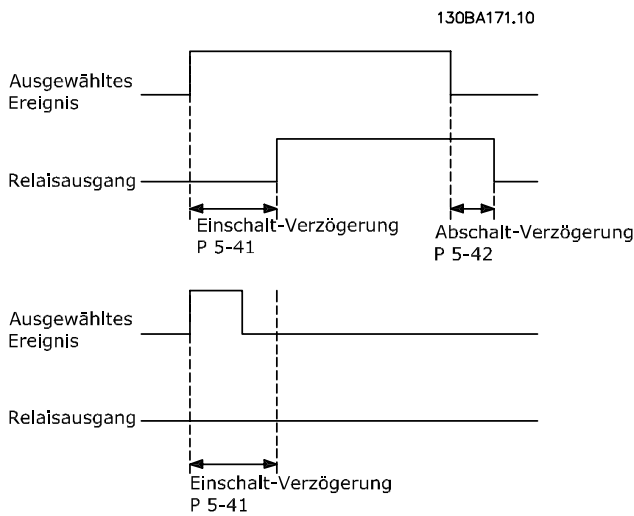 130BA171.10
Ausgewähltes
Ereignis
Relaisausgang
Einschalt-Verzögerung
P 5-41
Abschalt-Verzögerung
P 5-42
Ausgewähltes
Ereignis
Relaisausgang
Einschalt-Verzögerung
P 5-41